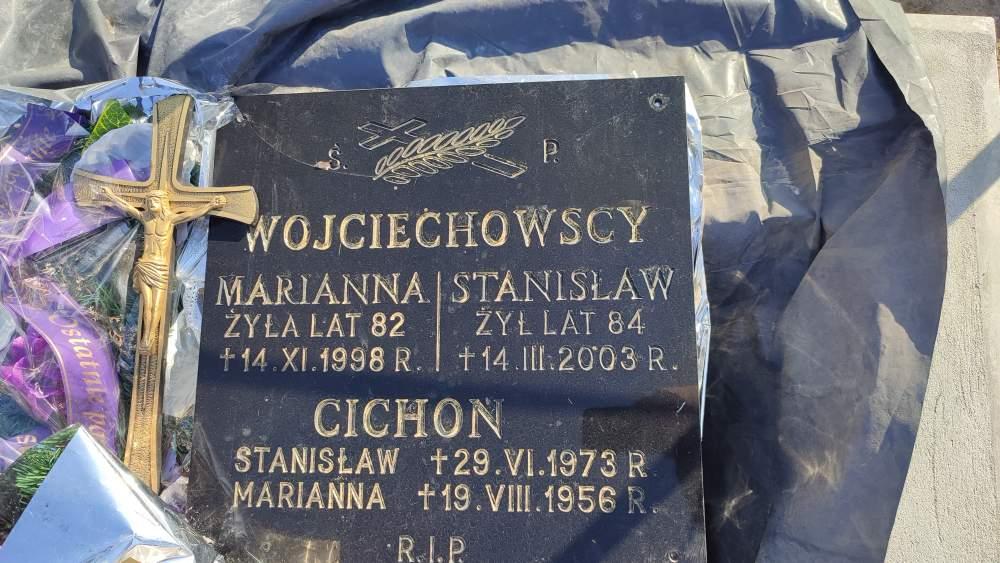 Ś. P.
WOJCIECHOWSCY
MARIANNA STANISŁAW
ŻYŁA LAT 82 ŻYŁ LAT 84
+14.XI.1998 R. +14.III.2003 R.
CICHON
STANISŁAW +29.VI.1973 R
MARIANNA +19.VIII.1956 R.
R.I.P.
Ostatnie